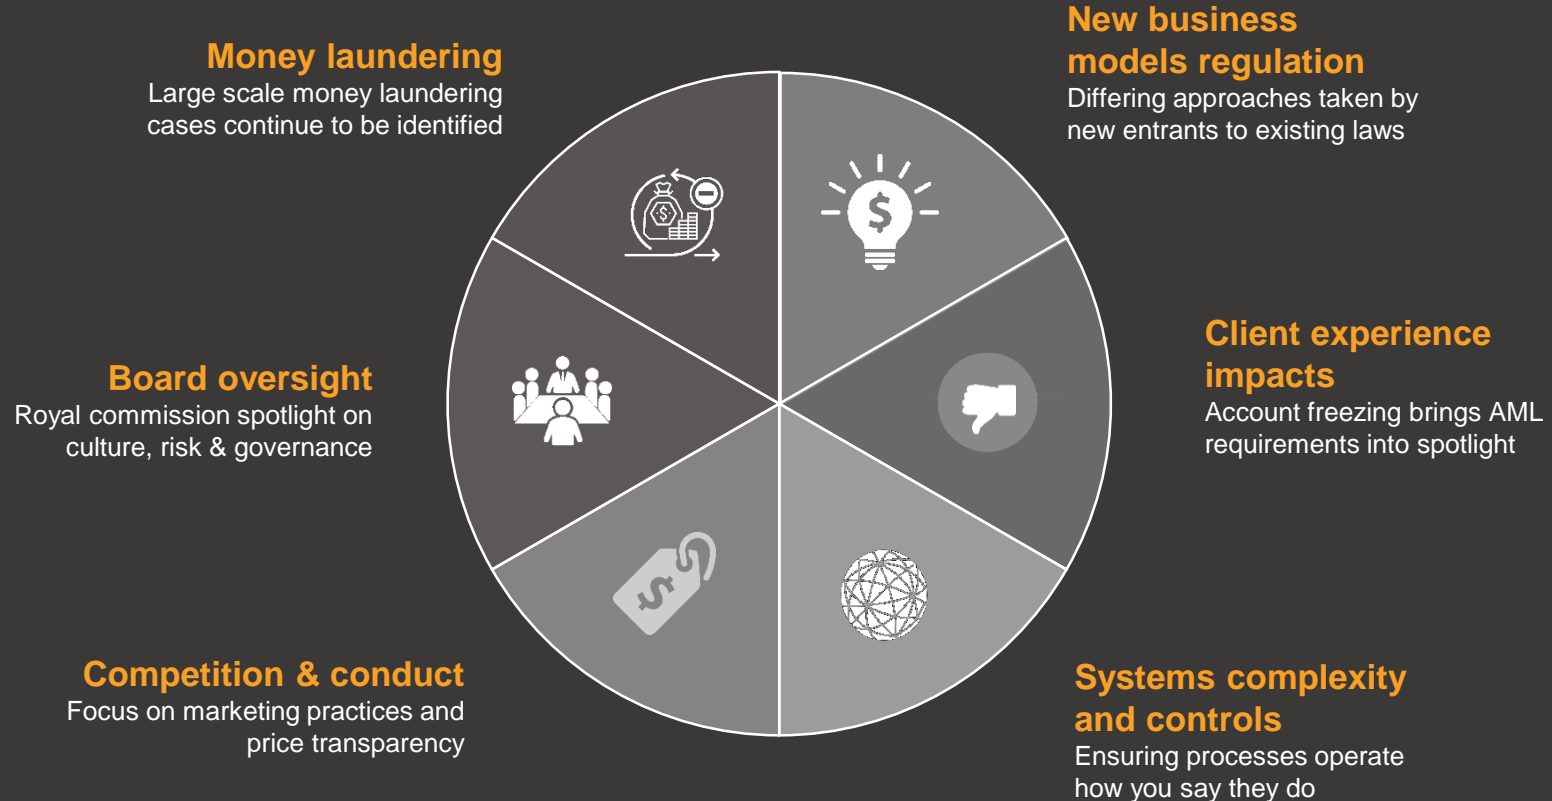 Money laundering
Large scale money laundering
cases continue to be identified
New business
models regulation
Differing approaches taken by
new entrants to existing laws
Board oversight
Royal commission spotlight on
culture, risk & governance
Client experience
impacts
Account freezing brings AML
requirements into spotlight
Competition & conduct
Focus on marketing practices and
price transparency
Systems complexity
and controls
Ensuring processes operate
how you say they do